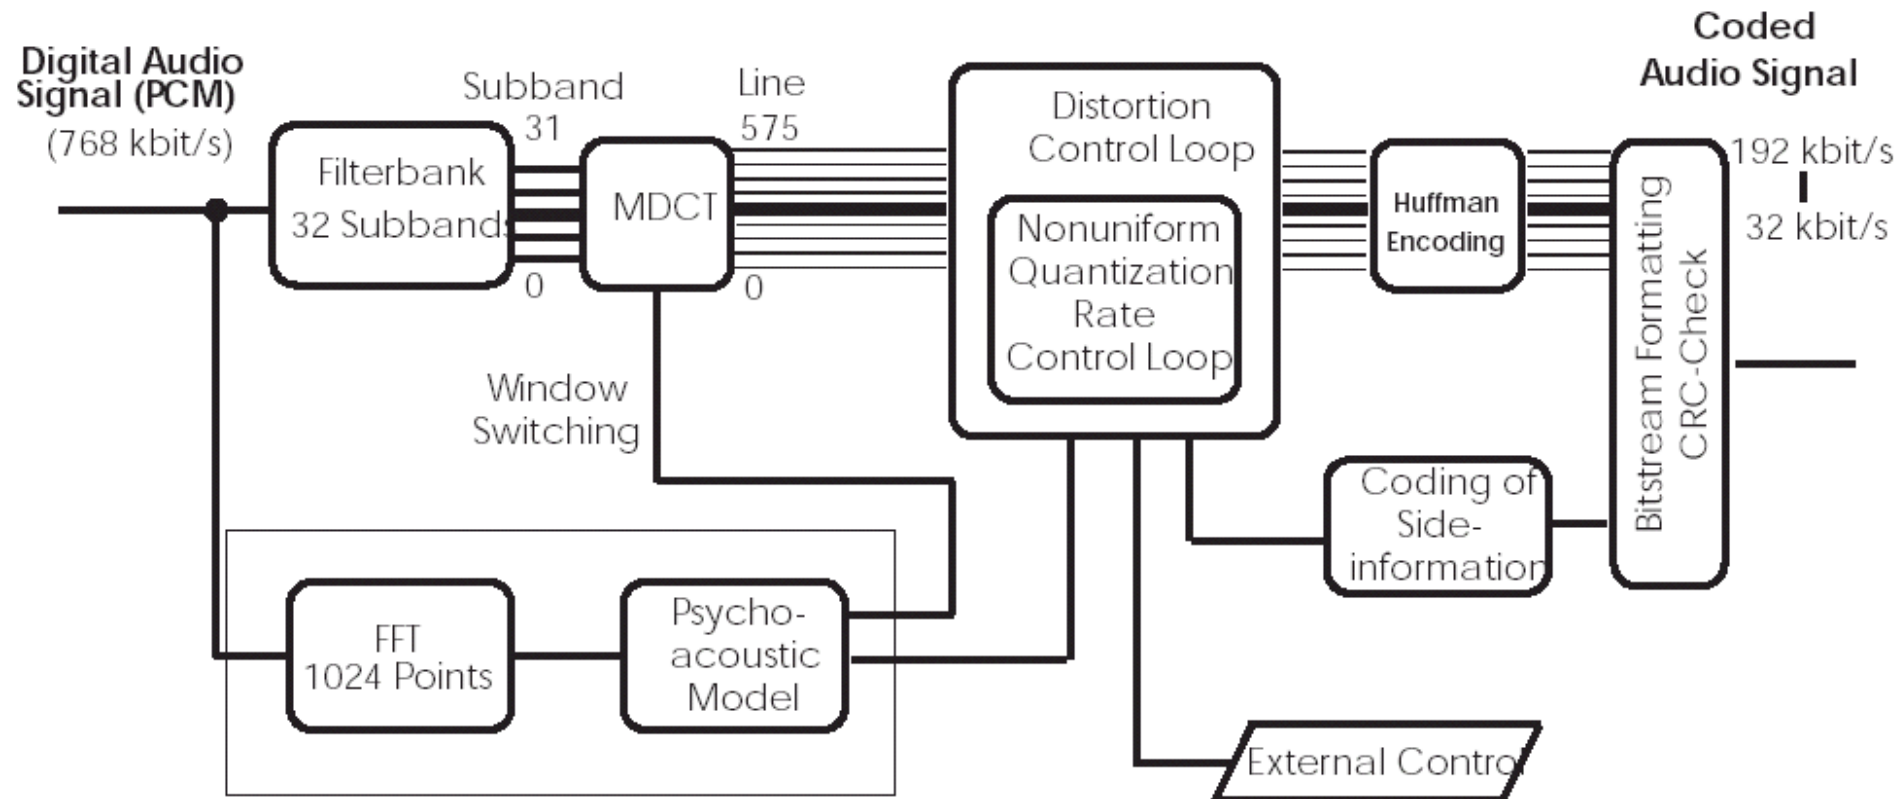 Digital Audio
Signal (PCM)
(768 kbit/s)
Filterbank
32 Subbands
Subband
31
0
MDCT
Line
575
0
Distortion
Control Loop
Nonuniform
Quantization
Rate
Control Loop
Huffman
Encoding
Coded
Audio Signal
192 kbit/s
32 kbit/s
Bitstream Formatting
CRC-Check
Window
Switching
Coding of
Side-
information
FFT
1024 Points
Psycho-
acoustic
Model
External Control